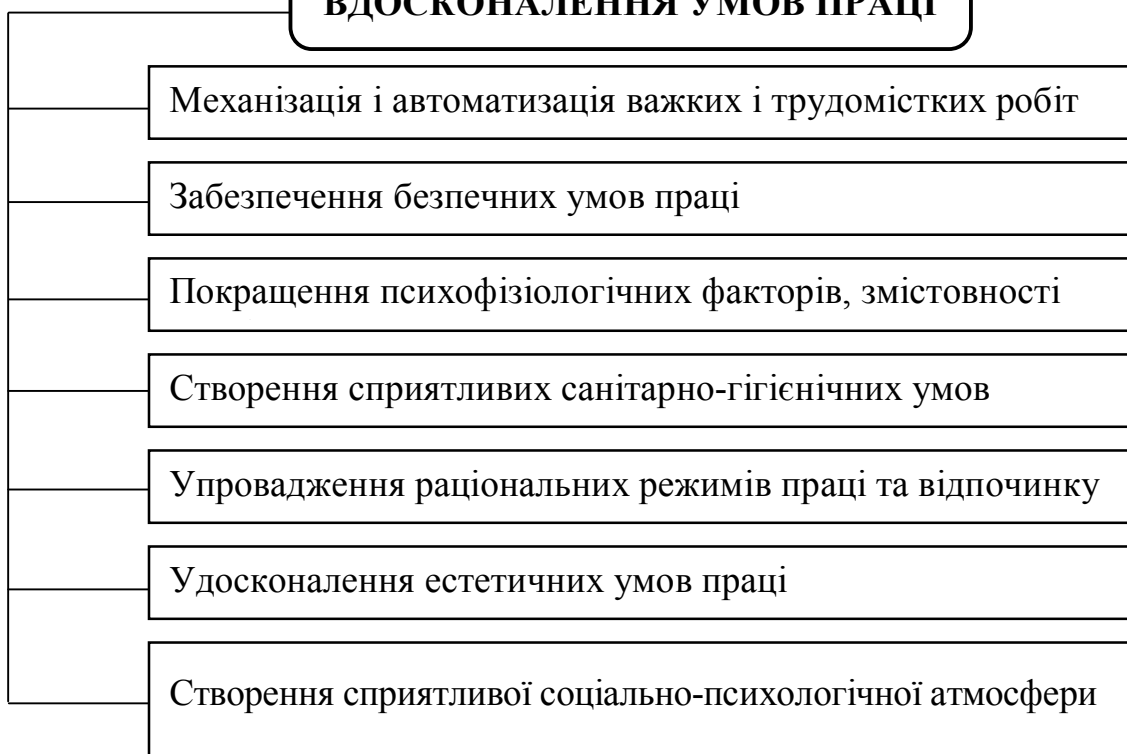 ВДОСКОНАЛЕННЯ УМОВ ПРАЦІ
Механізація і автоматизація важких і трудомістких робіт
Забезпечення безпечних умов праці
Покращення психофізіологічних факторів, змістовності
Створення сприятливих санітарно-гігієнічних умов
Упровадження раціональних режимів праці та відпочинку
Удосконалення естетичних умов праці
Створення сприятливої соціально-психологічної атмосфери